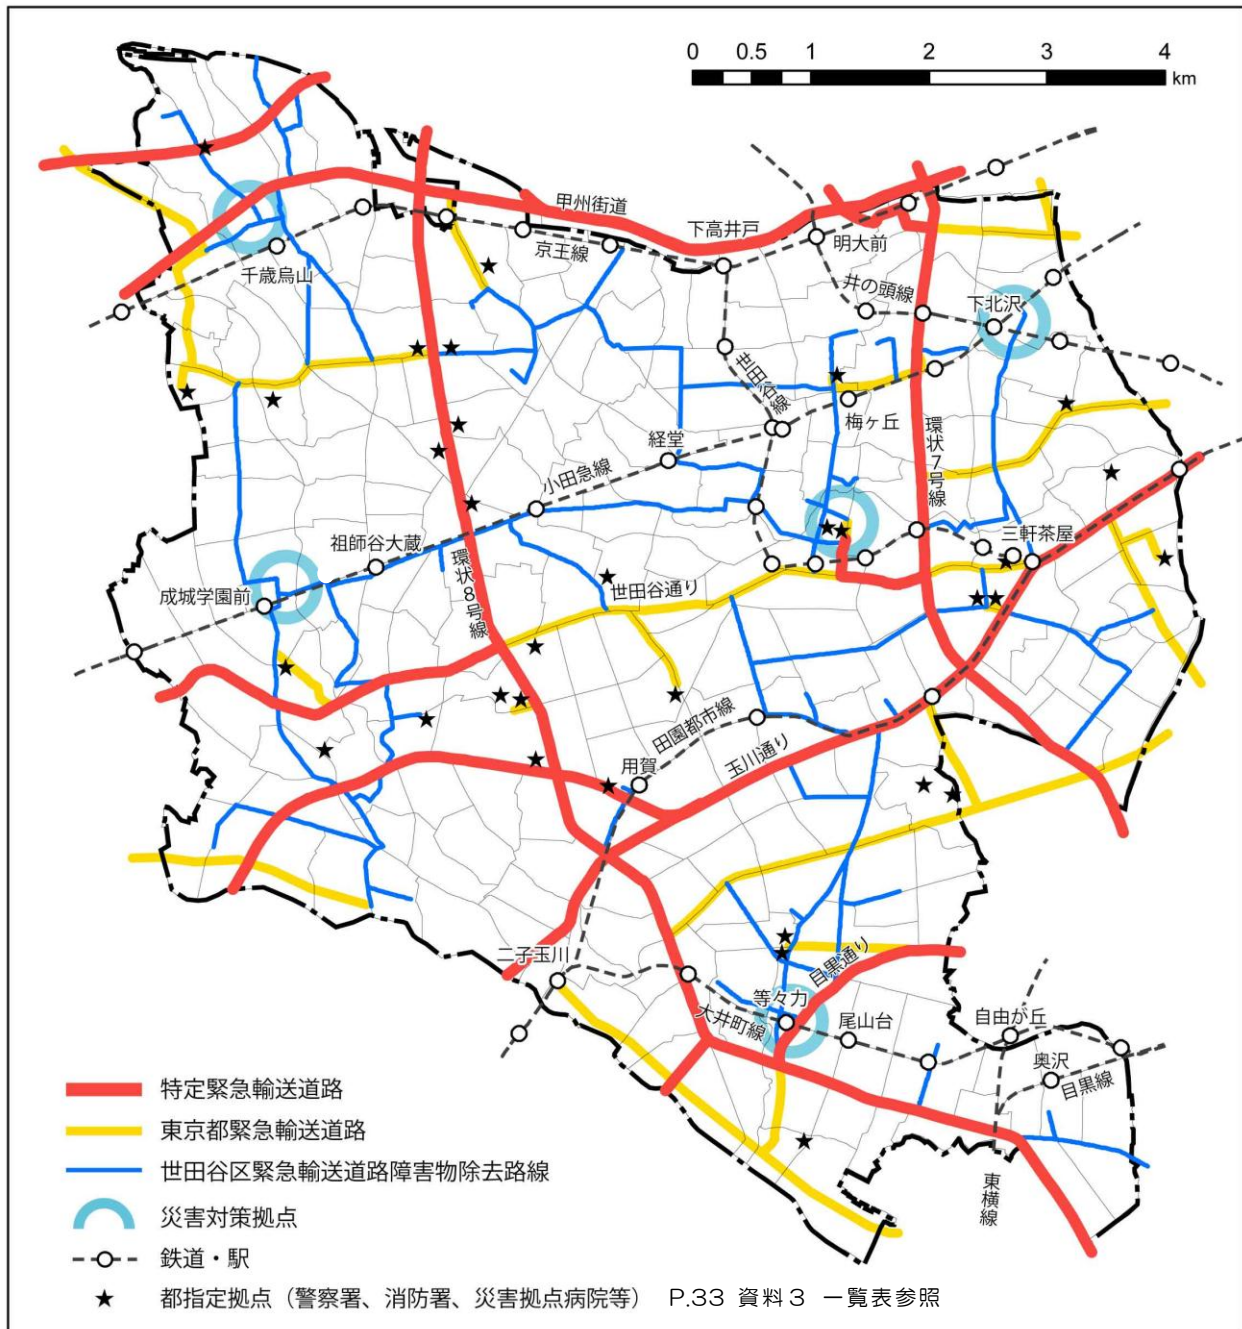 0 0.5 1 2 3 4
km
甲州街道
下高井戸
明大前
京王線
千歳烏山
井の頭線
下北沢
世田谷線
梅ヶ丘
経堂
環状7号線
小田急線
三軒茶屋
祖師谷大蔵
成城学園前
環状8号線
世田谷通り
田園都市線
用賀
玉川通り
二子玉川
目黒通り
等々力
大井町線
尾山台
自由が丘
奥沢
目黒線
東横線
特定緊急輸送道路
東京都緊急輸送道路
世田谷区緊急輸送道路障害物除去路線
災害対策拠点
鉄道・駅
都指定拠点（警察署、消防署、災害拠点病院等） P.33 資料3 一覧表参照